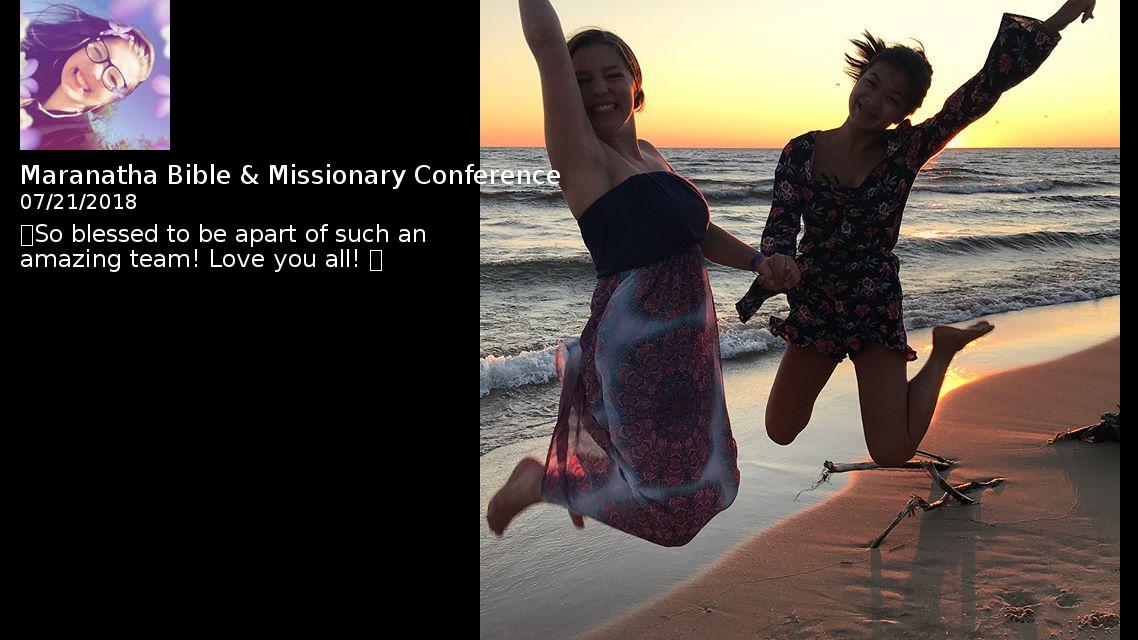 Maranatha Bible & Missionary Conference
07/21/2018
So blessed to be apart of such an
amazing team! Love you all!